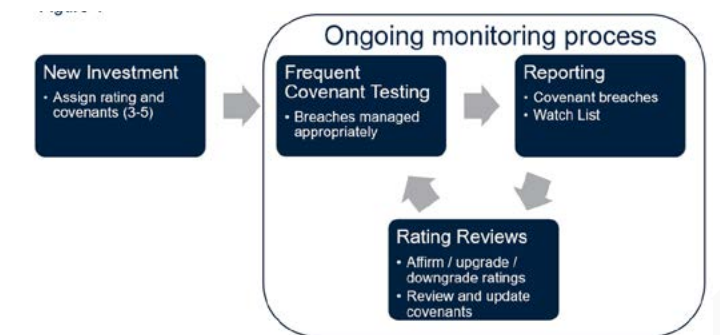 Ongoing monitoring process
New Investment
• Assign rating and
covenants (3-5)
Frequent
Covenant Testing
• Breaches managed
appropriately
Reporting
• Covenant breaches
• Watch List
Rating Reviews
• Affirm / upgrade /
downgrade ratings
• Review and update
covenants